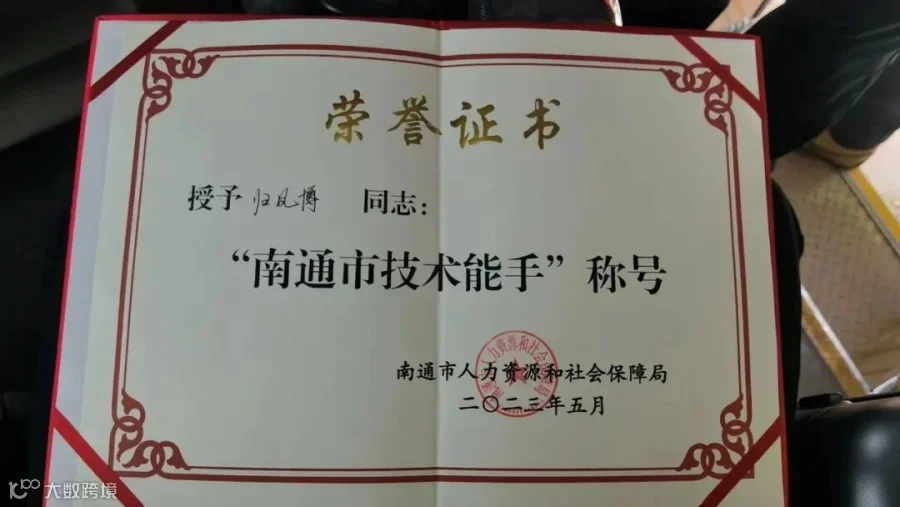 荣誉证书
授予 归凤博 同志：
“南通市技术能手”称号
南通市人力资源和社会保障局
二〇二三年五月
大数跨境